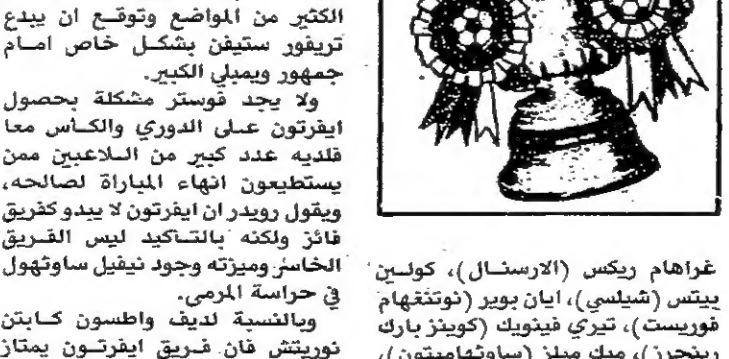 الكثير من المواضع وتوقع ان يبدع
تريفور ستيفن بشكل خاص امام
جمهور ويمبلي الكبير.
ولا يجد فوستر مشكلة بحصول
ايفرتون على الدوري والكأس معا
فلديه عدد كبير من اللاعبين ممن
يستطيعون انهاء المباراة لصالحه،
ويقول رويدر ان ايفرتون لا يبدو كفريق
فائز ولكنه بالتأكيد ليس الفريق
الخاسر وميزته وجود نيفيل ساوثهول
في حراسة المرمى.
وبالنسبة لديف واطسون كابتن
نوريتش فان فريق ايفرتون يمتاز
غراهام ريكس (الارسنال)، كولين
بيتس (شيلسي)، ايان بوير (نوتنغهام
فوريست)، تيري فينويك (كوينز بارك
رينجرز)، ميك ميلز (ساوثهامبتون)،